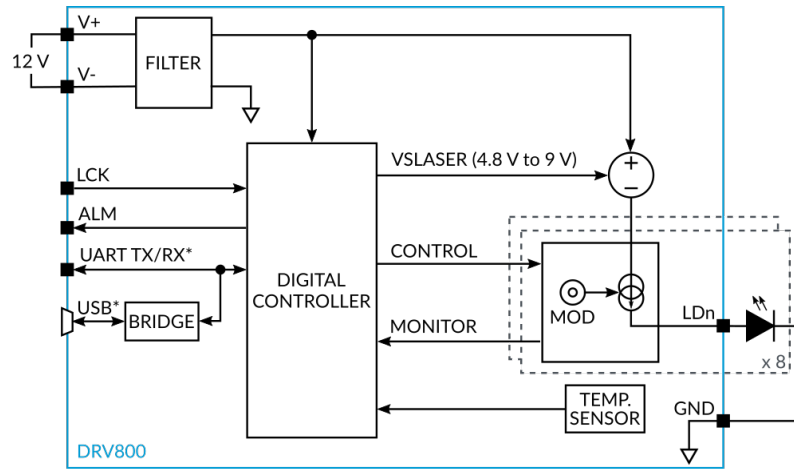 V+
12 V
V-
FILTER
VSLASER (4.8 V to 9 V)
+
−
LCK
ALM
UART TX/RX*
USB*
BRIDGE
DIGITAL
CONTROLLER
CONTROL
MONITOR
MOD
LDn
x 8
TEMP.
SENSOR
GND
DRV800